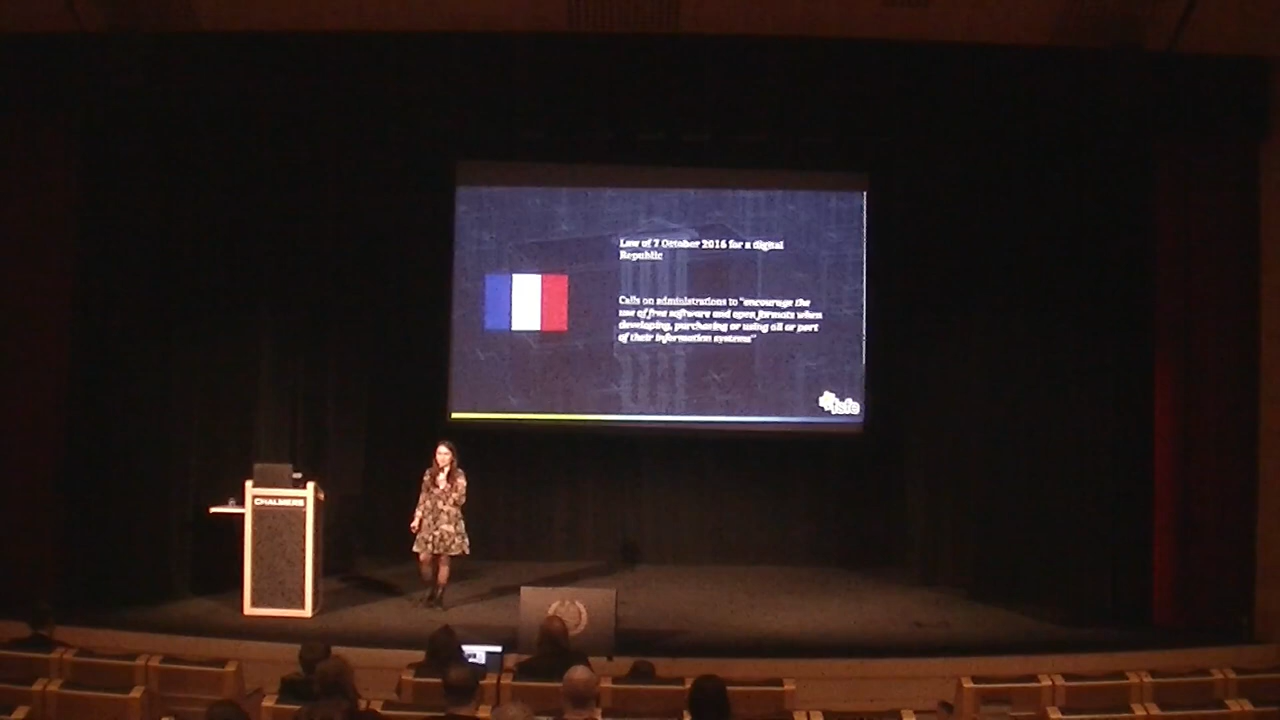 Law of 7 October 2016 for a digital
Republic
Calls on administrations to "encourage the
use of free software and open formats when
developing, purchasing or using all or part
of their information systems"
fsfe
CHALMERS